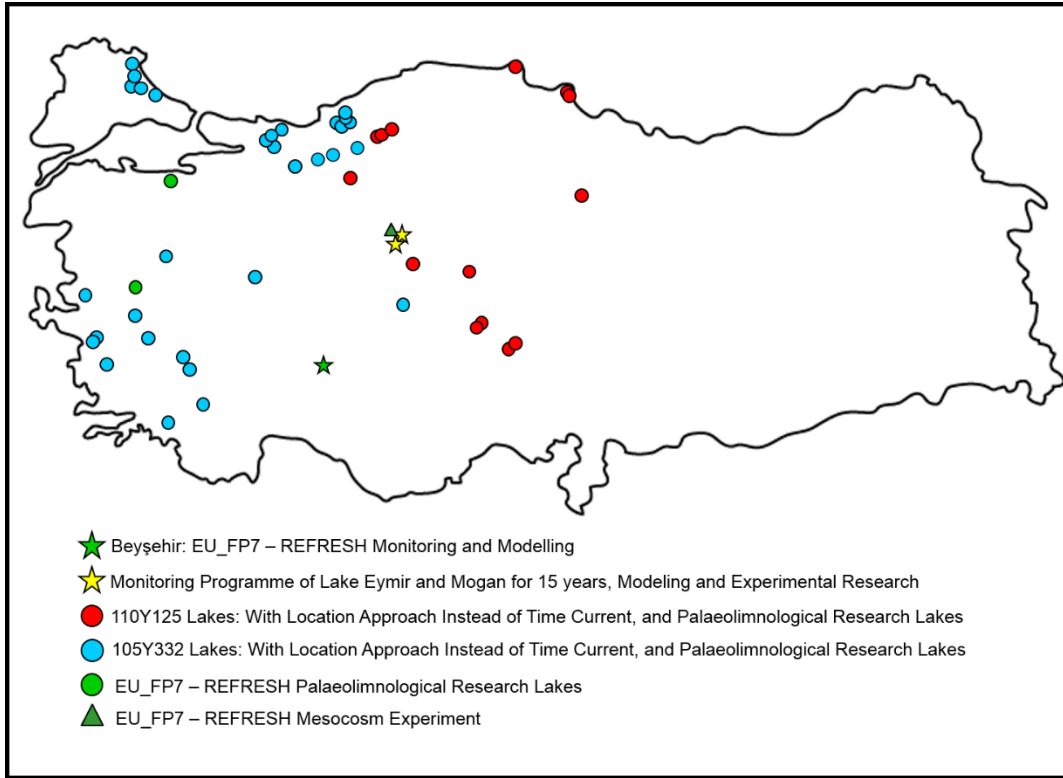 Beyşehir: EU_FP7 – REFRESH Monitoring and Modelling
Monitoring Programme of Lake Eymir and Mogan for 15 years, Modeling and Experimental Research
110Y125 Lakes: With Location Approach Instead of Time Current, and Palaeolimnological Research Lakes
105Y332 Lakes: With Location Approach Instead of Time Current, and Palaeolimnological Research Lakes
EU_FP7 – REFRESH Palaeolimnological Research Lakes
EU_FP7 – REFRESH Mesocosm Experiment